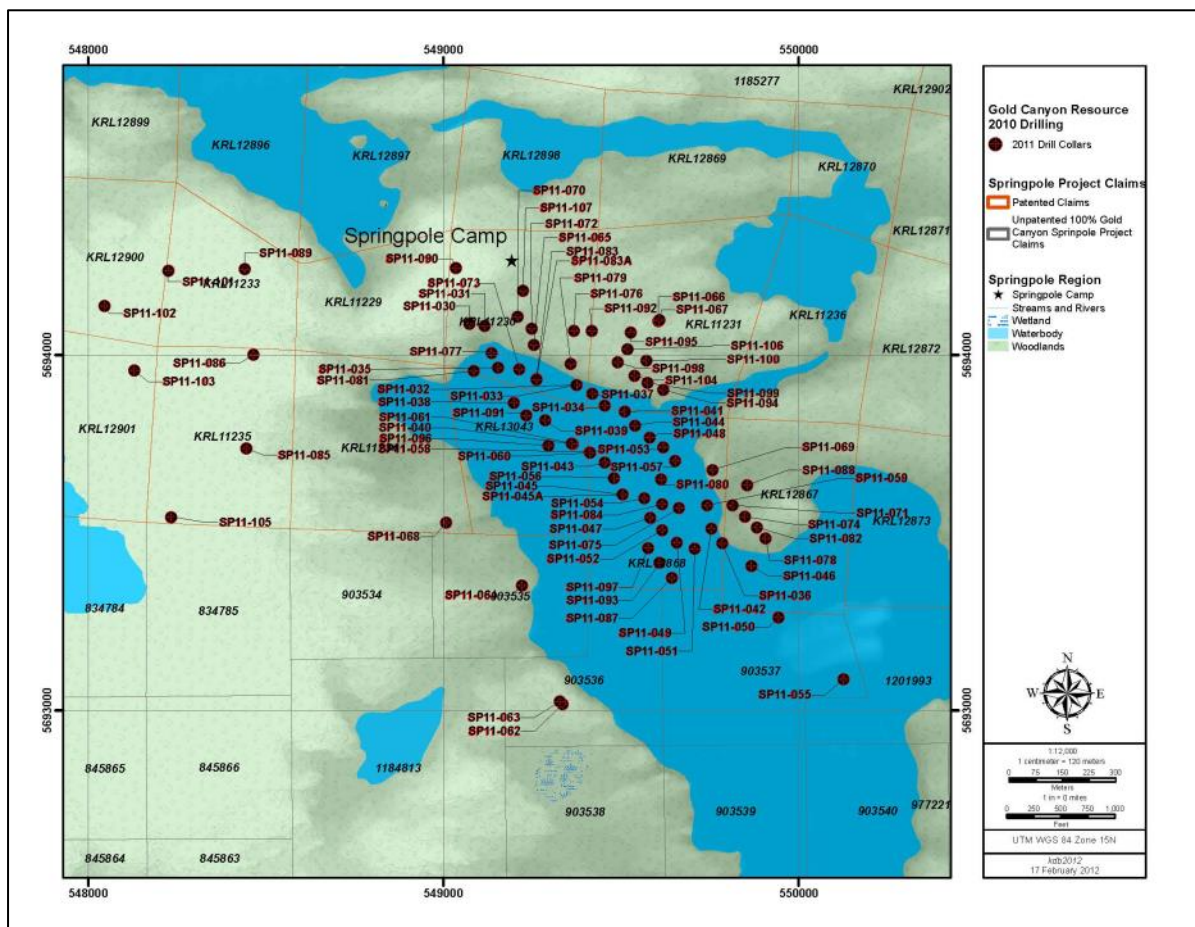 548000
549000
550000
1185277
KRL12902
KRL12899
KRL12896
KRL12897
KRL12898
KRL12869
KRL12870
SP11-070
SP11-107
SP11-072
SP11-065
SP11-083
SP11-083A
SP11-079
KRL12871
Springpole Camp
KRL12900
SP11-089
SP11-090
SP11-101
KRL11233
SP11-073
SP11-076
SP11-092
SP11-066
SP11-067
SP11-031
SP11-030
KRL11229
SP11-102
KRL11230
KRL11231
KRL11236
SP11-095
SP11-106
SP11-100
5694000
5694000
SP11-077
SP11-086
SP11-035
SP11-081
SP11-098
SP11-104
KRL12872
SP11-103
SP11-032
SP11-033
SP11-037
SP11-099
SP11-094
SP11-038
SP11-034
SP11-041
SP11-061
SP11-091
SP11-044
KRL12901
KRL11235
SP11-040
KRL13043
SP11-039
SP11-048
SP11-096
SP11-058
SP11-060
SP11-053
SP11-069
SP11-085
SP11-043
SP11-057
SP11-088
SP11-056
SP11-080
SP11-059
SP11-045
SP11-045A
KRL12867
SP11-054
SP11-071
SP11-105
SP11-084
SP11-074
KRL12873
SP11-068
SP11-047
SP11-082
SP11-075
SP11-052
SP11-078
SP11-046
SP11-097
SP11-093
SP11-036
SP11-087
SP11-042
SP11-064
903535
903534
834784
834785
SP11-049
SP11-050
SP11-051
903536
903537
SP11-055
1201993
5693000
5693000
SP11-063
SP11-062
845865
845866
1184813
903538
903539
903540
977221
845864
845863
548000
549000
550000
Gold Canyon Resource
2010 Drilling
2011 Drill Collars
Springpole Project Claims
Patented Claims
Unpatented 100% Gold
Canyon Sprinpole Project
Claims
Springpole Region
Springpole Camp
Streams and Rivers
Wetland
Waterbody
Woodlands
N
W
E
S
1:12,000
1 centimeter = 120 meters
0 75 150 225 300
Meters
1 in = 0 miles
0 250 500 750 1,000
Feet
UTM WGS 84 Zone 15N
kdb2012
17 February 2012